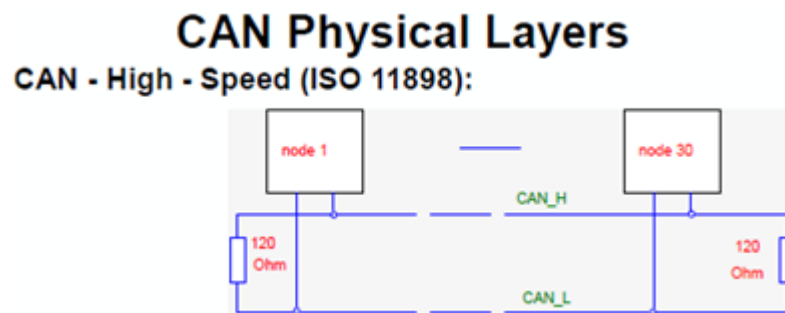 CAN Physical Layers
CAN - High - Speed (ISO 11898):
node 1
node 30
CAN_H
120
Ohm
120
Ohm
CAN_L